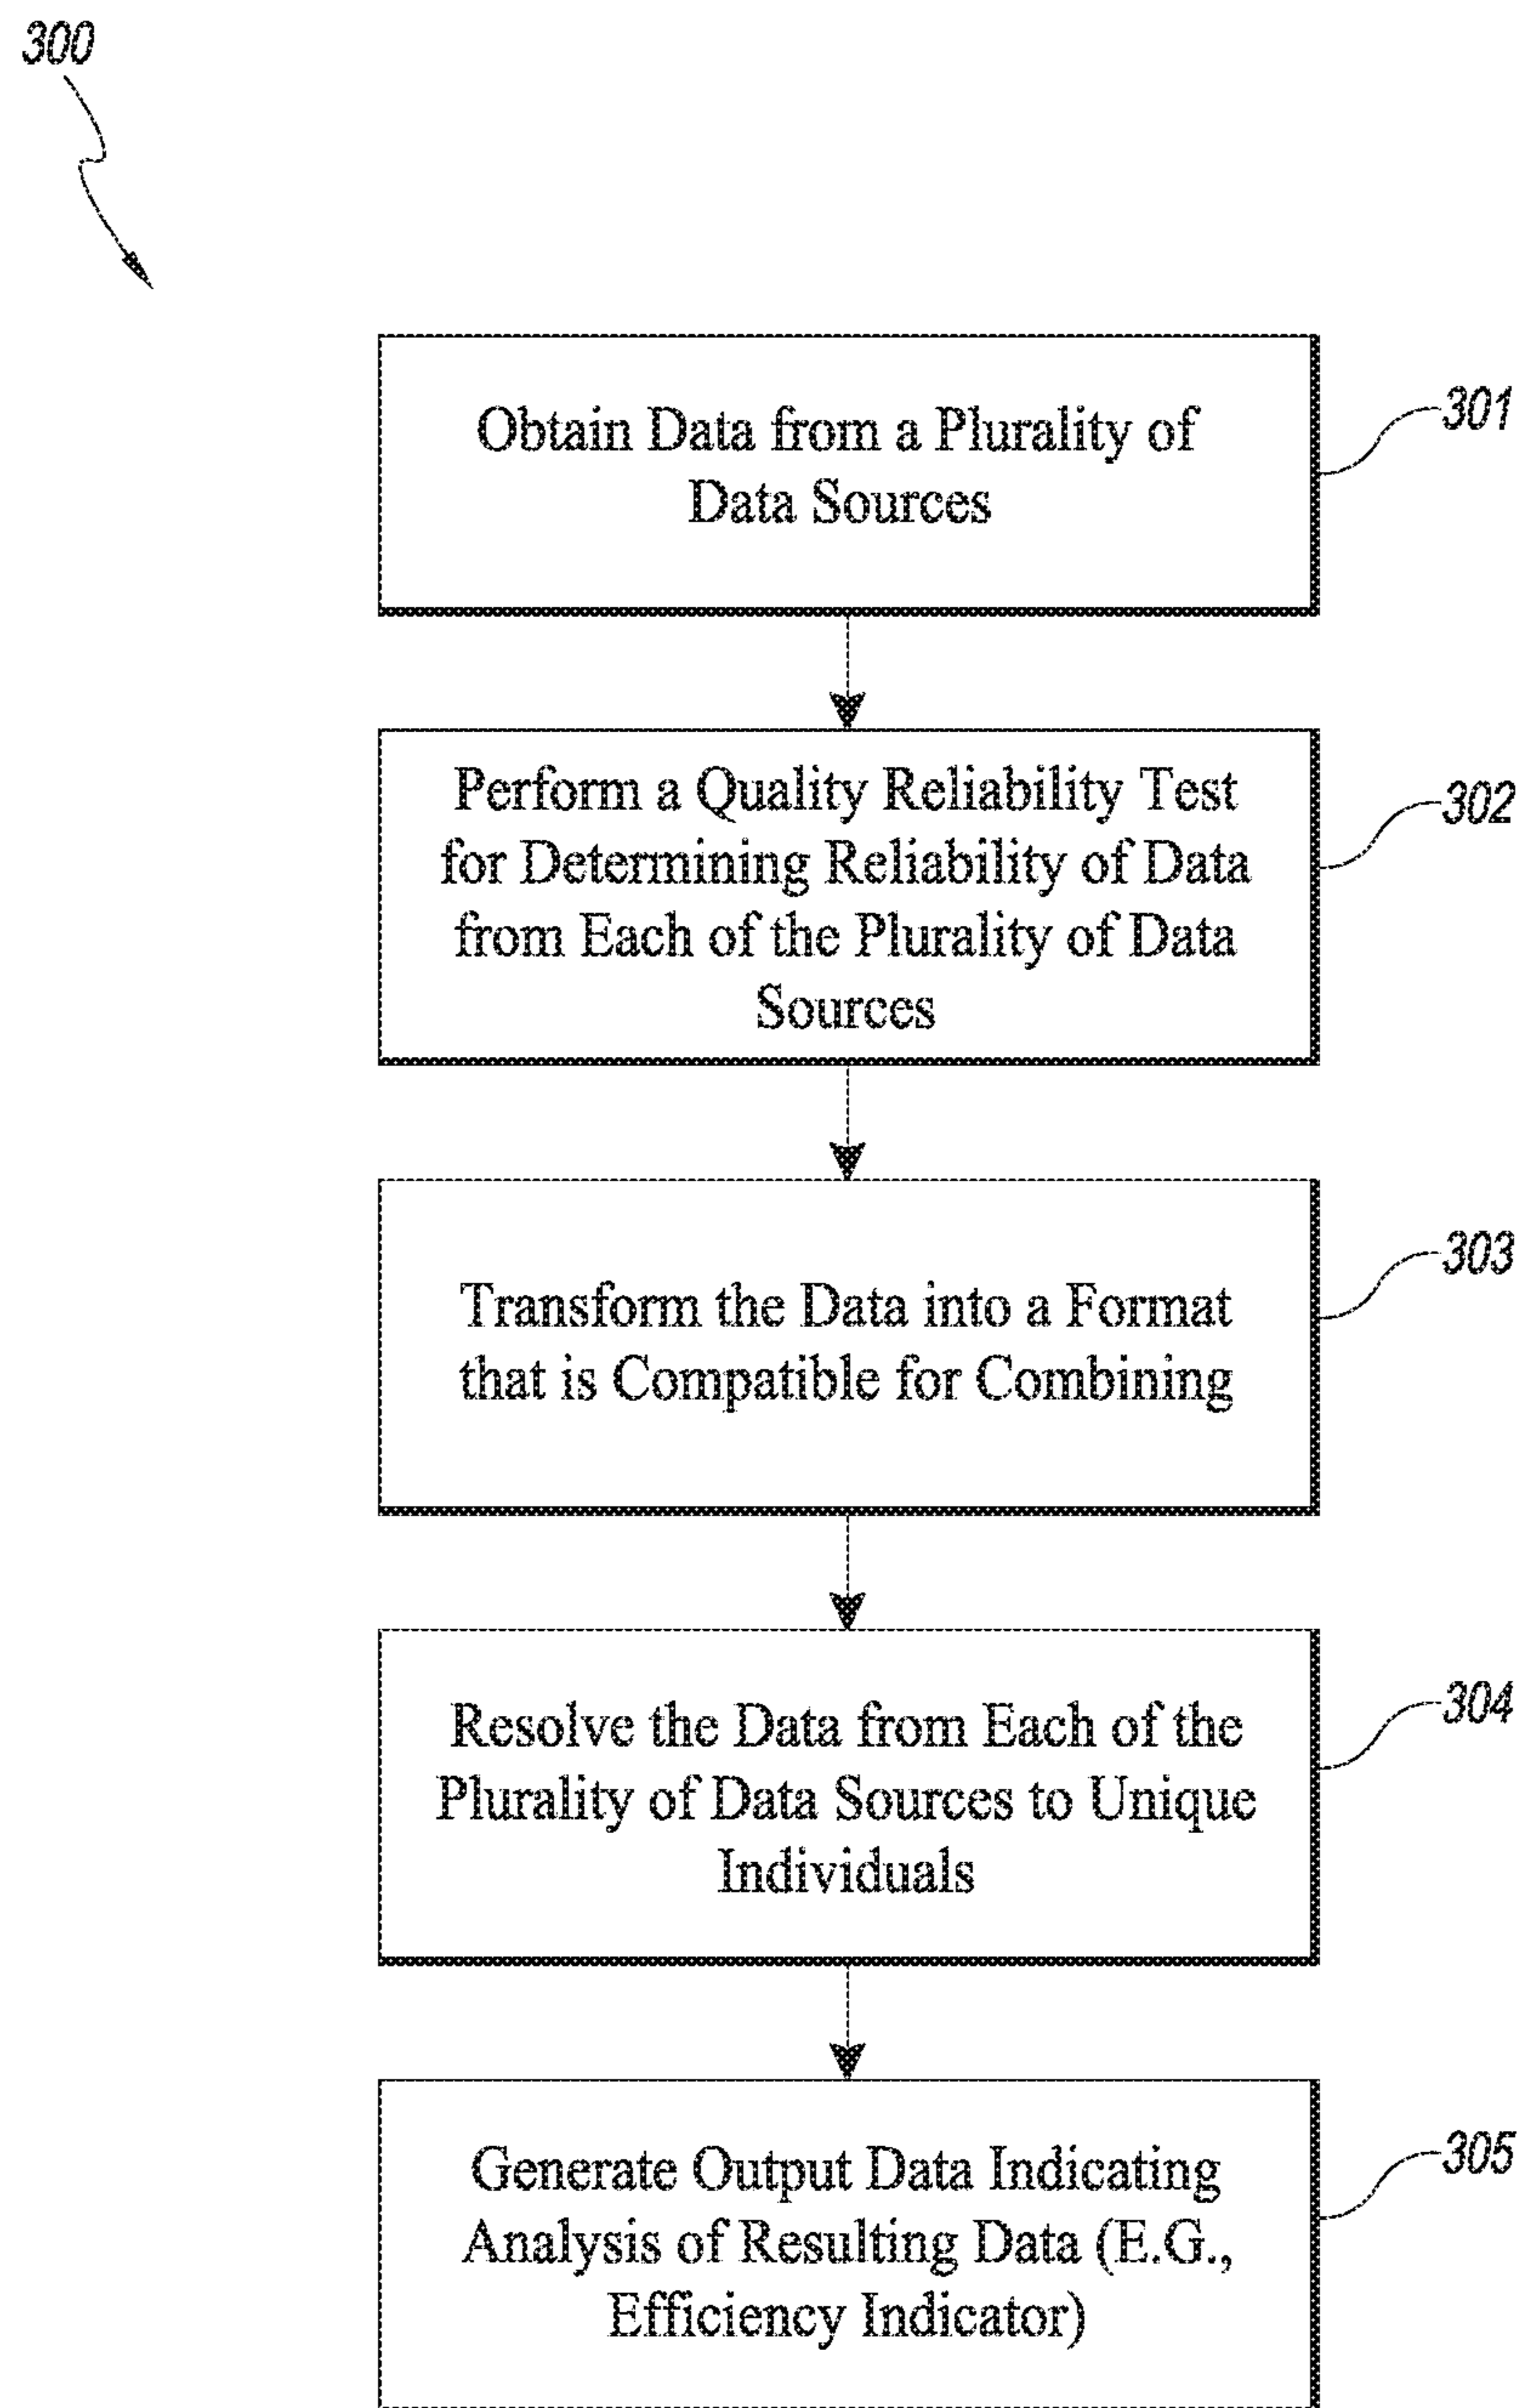 300
Obtain Data from a Plurality of
Data Sources
301
Perform a Quality Reliability Test
for Determining Reliability of Data
from Each of the Plurality of Data
Sources
302
Transform the Data into a Format
that is Compatible for Combining
303
Resolve the Data from Each of the
Plurality of Data Sources to Unique
Individuals
304
Generate Output Data Indicating
Analysis of Resulting Data (E.G.,
Efficiency Indicator)
305